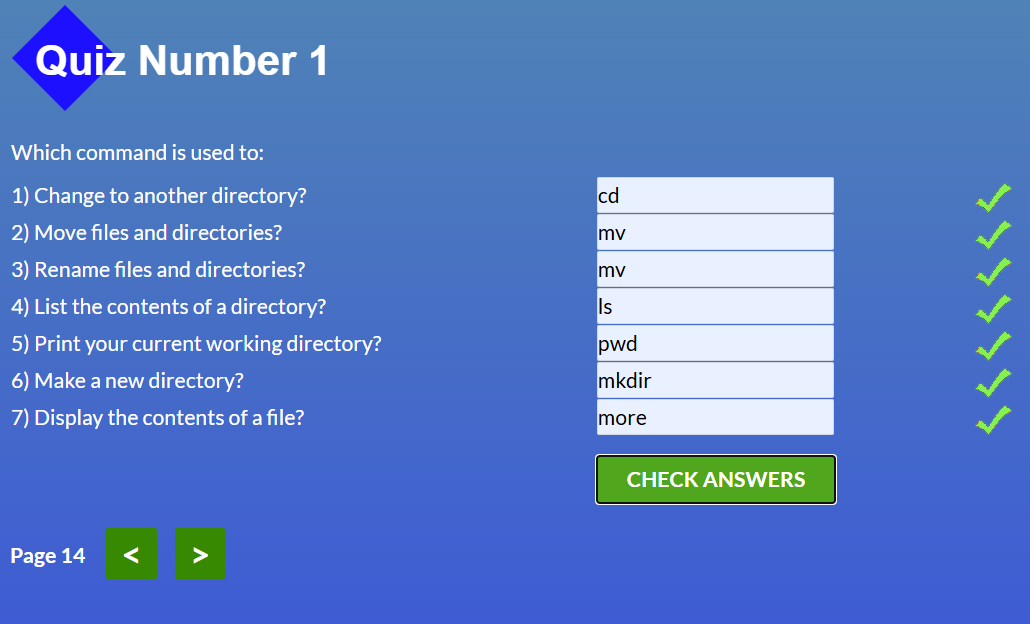 Quiz Number 1
Which command is used to:
1) Change to another directory? cd
2) Move files and directories? mv
3) Rename files and directories? mv
4) List the contents of a directory? ls
5) Print your current working directory? pwd
6) Make a new directory? mkdir
7) Display the contents of a file? more
CHECK ANSWERS
Page 14 < >